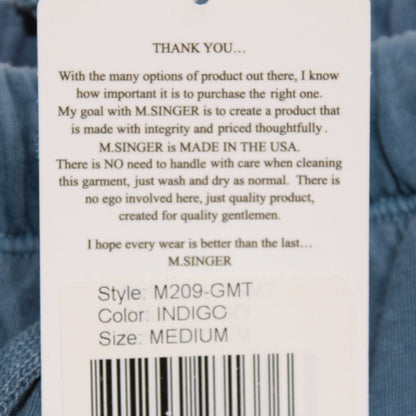 THANK YOU...
With the many options of product out there, I know
how important it is to purchase the right one.
My goal with M.SINGER is to create a product that
is made with integrity and priced thoughtfully .
M.SINGER is MADE IN THE USA.
There is NO need to handle with care when cleaning
this garment, just wash and dry as normal. There is
no ego involved here, just quality product,
created for quality gentlemen.
I hope every wear is better than the last...
M.SINGER
Style: M209-GMT
Color: INDIGO
Size: MEDIUM